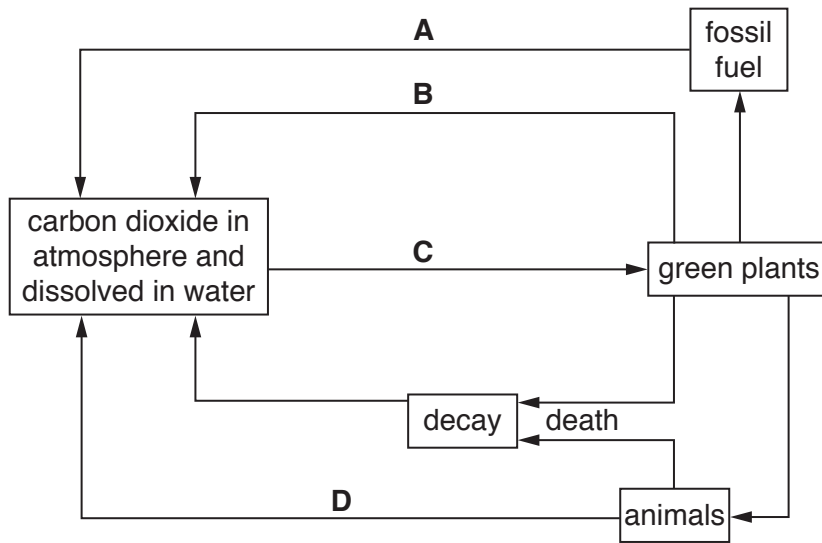 A
fossil
fuel
B
carbon dioxide in
atmosphere and
dissolved in water
C
green plants
decay
death
D
animals